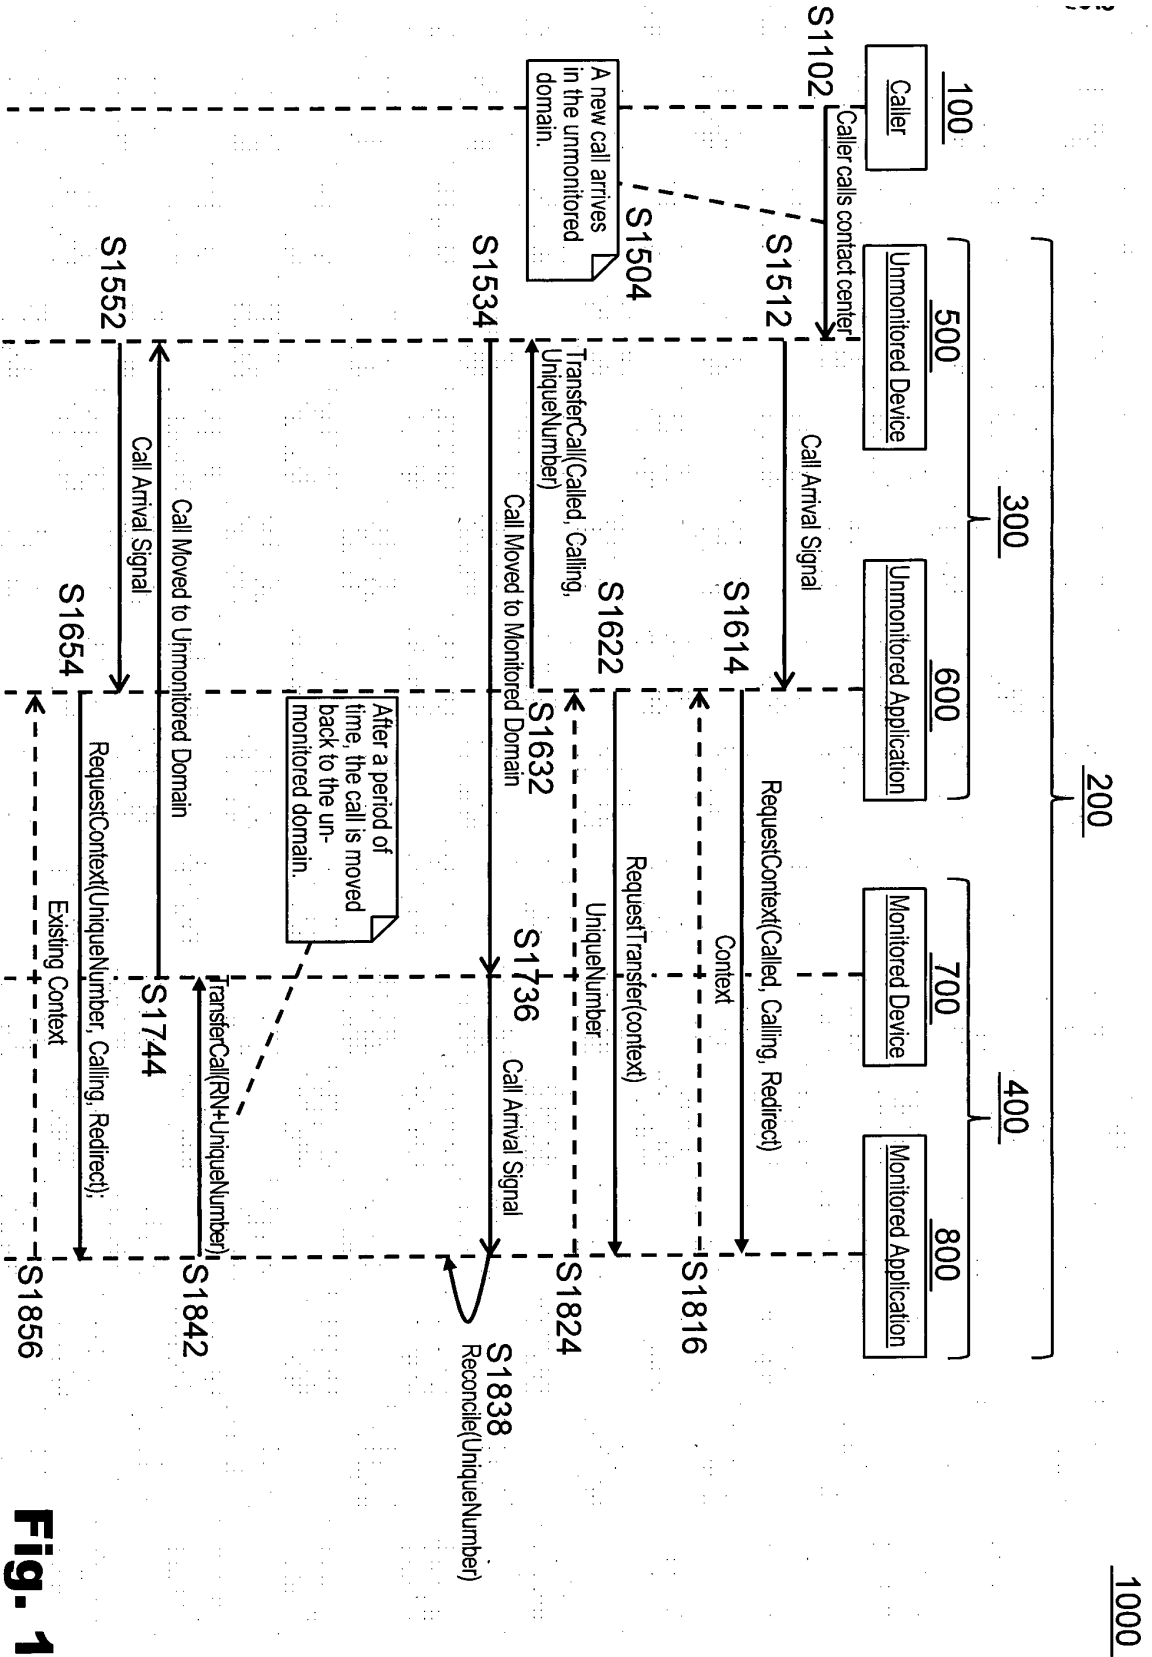 1000
200
300
400
100
500
600
700
800
Caller
Unmonitored Device
Unmonitored Application
Monitored Device
Monitored Application
S1102
Caller calls contact center
A new call arrives
in the unmonitored
domain.
S1504
S1512
Call Arrival Signal
S1614
RequestContext(Called, Calling, Redirect)
Context
S1816
S1622
RequestTransfer(context)
UniqueNumber
S1824
TransferCall(Called, Calling,
UniqueNumber)
S1632
S1534
Call Moved to Monitored Domain
S1736
Call Arrival Signal
S1838
Reconcile(UniqueNumber)
After a period of
time, the call is moved
back to the un-
monitored domain.
TransferCall(RN+UniqueNumber)
S1842
Call Moved to Unmonitored Domain
S1744
S1552
Call Arrival Signal
S1654
RequestContext(UniqueNumber, Calling, Redirect);
Existing Context
S1856
Fig. 1